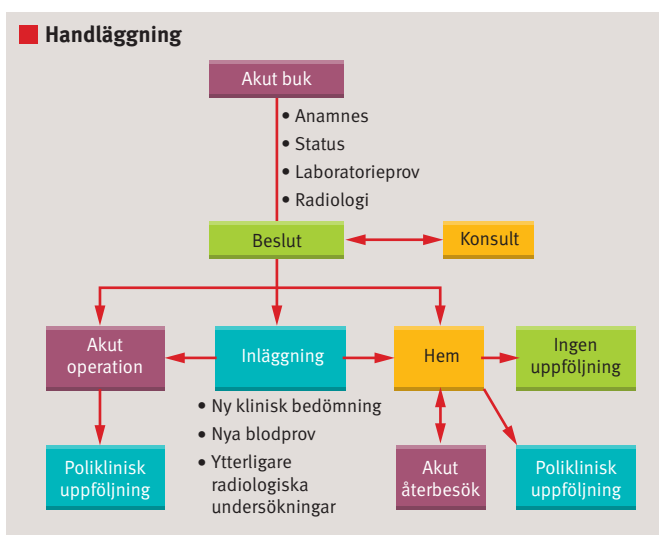 Handläggning
Akut buk
• Anamnes
• Status
• Laboratorieprov
• Radiologi
Beslut
Konsult
Akut
operation
Inläggning
Hem
Ingen
uppföljning
• Ny klinisk bedömning
• Nya blodprov
• Ytterligare
radiologiska
undersökningar
Poliklinisk
uppföljning
Akut
återbesök
Poliklinisk
uppföljning